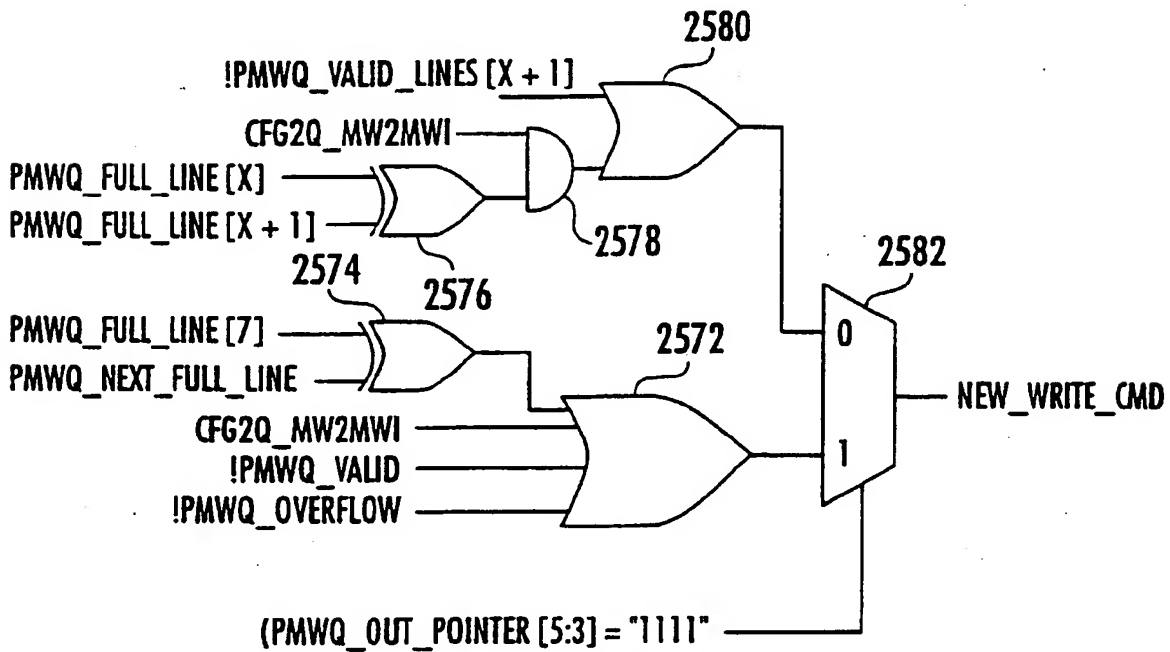 2580
!PMWQ_VALID_LINES [X + 1]
CFG2Q_MW2MWI
PMWQ_FULL_LINE [X]
PMWQ_FULL_LINE [X + 1]
2578
2576
2574
2582
PMWQ_FULL_LINE [7]
PMWQ_NEXT_FULL_LINE
2572
0
NEW_WRITE_CMD
CFG2Q_MW2MWI
!PMWQ_VALID
1
!PMWQ_OVERFLOW
(PMWQ_OUT_POINTER [5:3] = "1111"